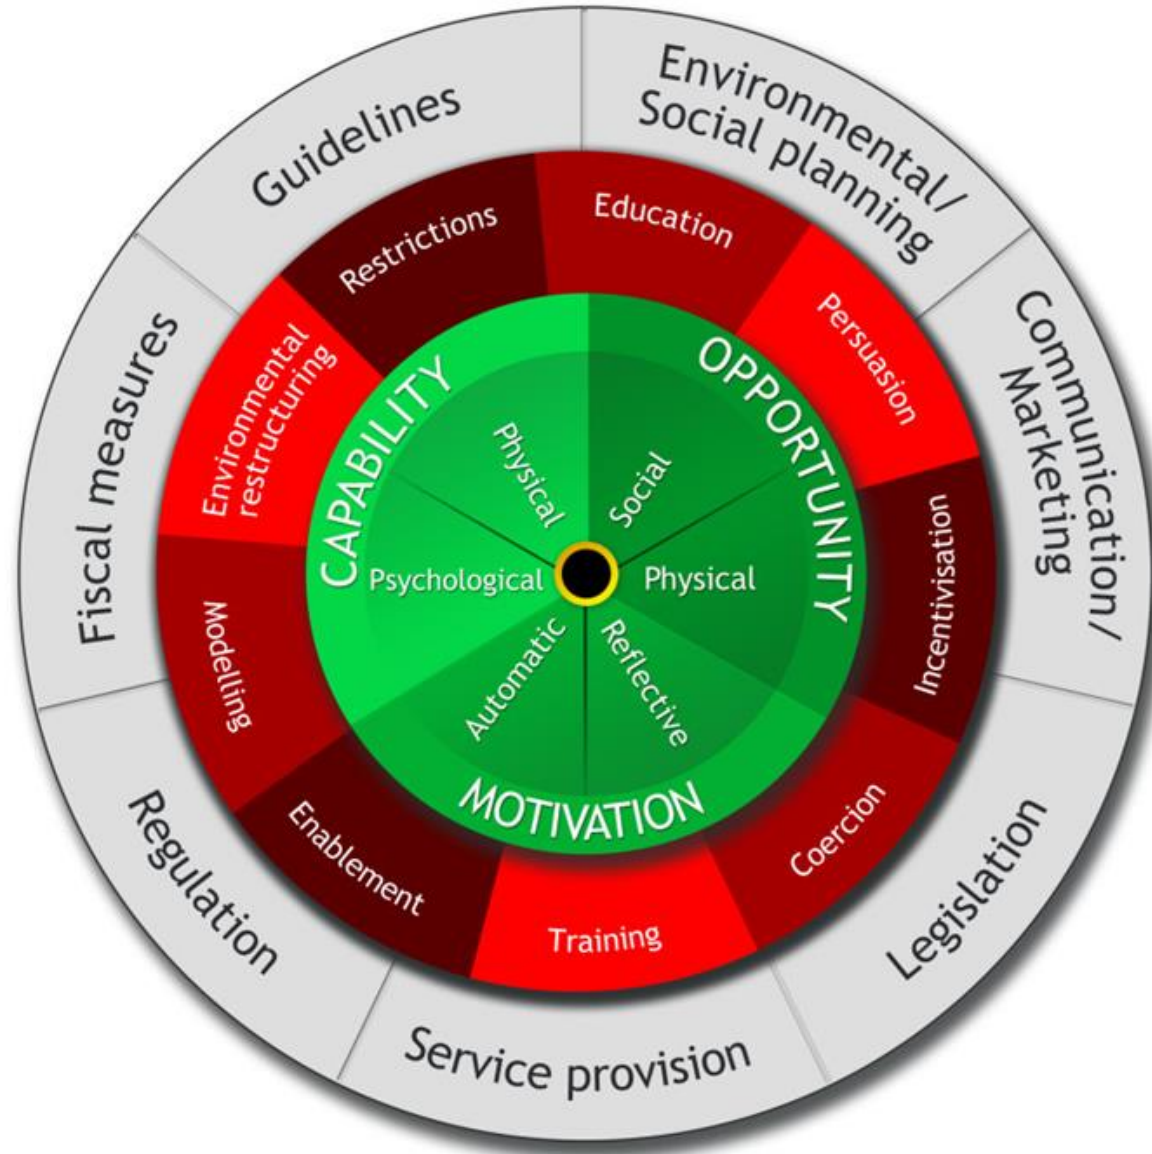 Guidelines
Environmental/
Social planning
Communication/
Marketing
Legislation
Service provision
Regulation
Fiscal measures
Restrictions
Education
Persuasion
Incentivisation
Coercion
Training
Enablement
Modelling
Environmental
restructuring
CAPABILITY
OPPORTUNITY
MOTIVATION
Physical
Social
Physical
Reflective
Automatic
Psychological